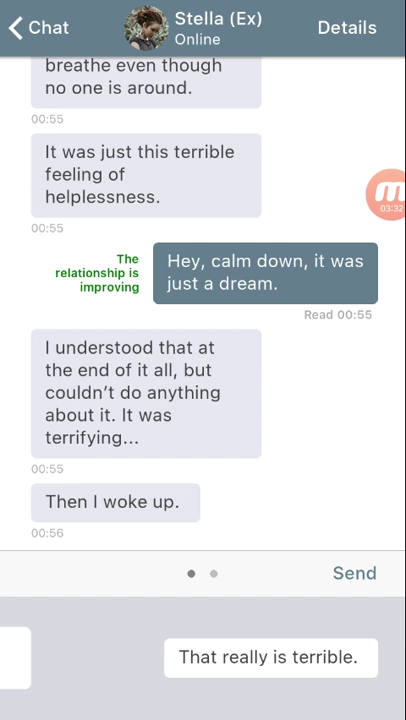 Chat
Stella (Ex)
Online
Details
breathe even though
no one is around.
00:55
It was just this terrible
feeling of
helplessness.
00:55
03:32
The
relationship is
improving
Hey, calm down, it was
just a dream.
Read 00:55
I understood that at
the end of it all, but
couldn't do anything
about it. It was
terrifying...
00:55
Then I woke up.
00:56
Send
That really is terrible.